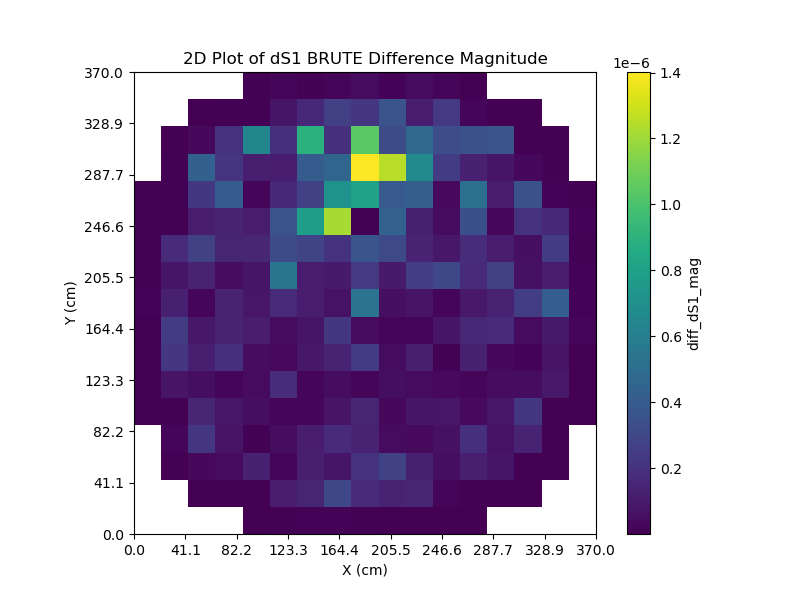 2D Plot of dS1 BRUTE Difference Magnitude
1e−6
370.0
328.9
287.7
246.6
205.5
164.4
123.3
82.2
41.1
0.0
Y (cm)
0.0 41.1 82.2 123.3 164.4 205.5 246.6 287.7 328.9 370.0
X (cm)
1.4
1.2
1.0
0.8
0.6
0.4
0.2
diff_dS1_mag